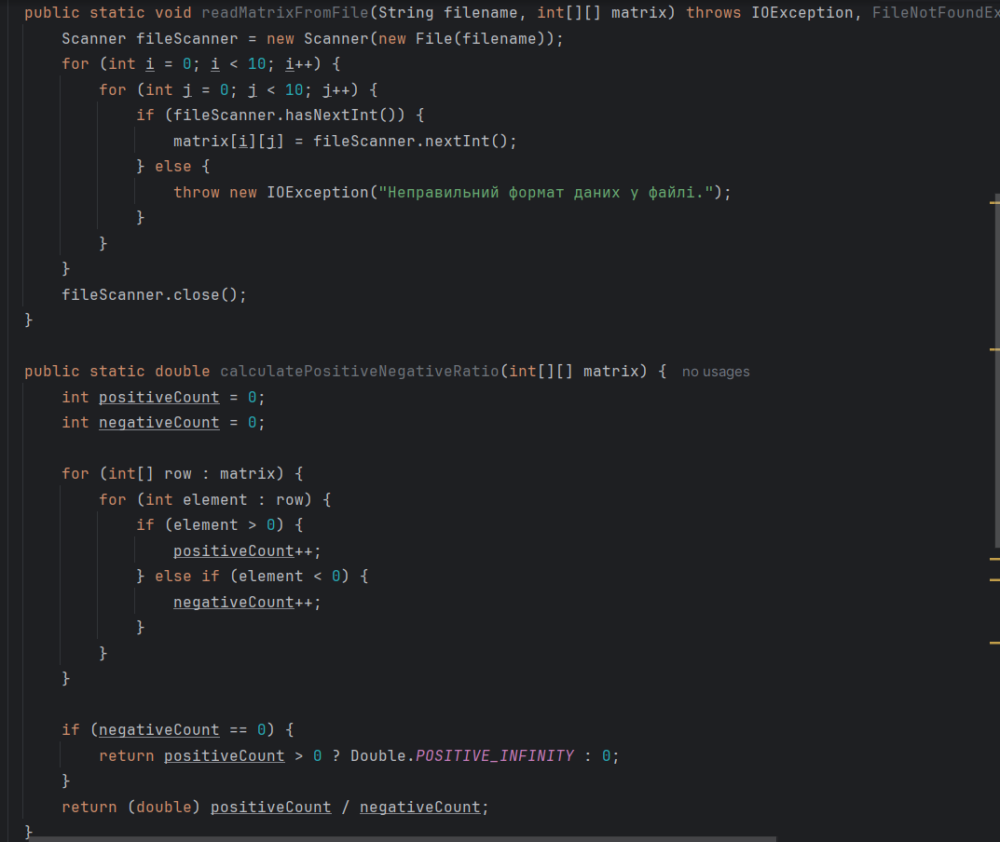 public static void readMatrixFromFile(String filename, int[][] matrix) throws IOException, FileNotFoundEx
    Scanner fileScanner = new Scanner(new File(filename));
    for (int i = 0; i < 10; i++) {
        for (int j = 0; j < 10; j++) {
            if (fileScanner.hasNextInt()) {
                matrix[i][j] = fileScanner.nextInt();
            } else {
                throw new IOException("Неправильний формат даних у файлі.");
            }
        }
    }
    fileScanner.close();
}

public static double calculatePositiveNegativeRatio(int[][] matrix) { no usages
    int positiveCount = 0;
    int negativeCount = 0;

    for (int[] row : matrix) {
        for (int element : row) {
            if (element > 0) {
                positiveCount++;
            } else if (element < 0) {
                negativeCount++;
            }
        }
    }

    if (negativeCount == 0) {
        return positiveCount > 0 ? Double.POSITIVE_INFINITY : 0;
    }
    return (double) positiveCount / negativeCount;
}